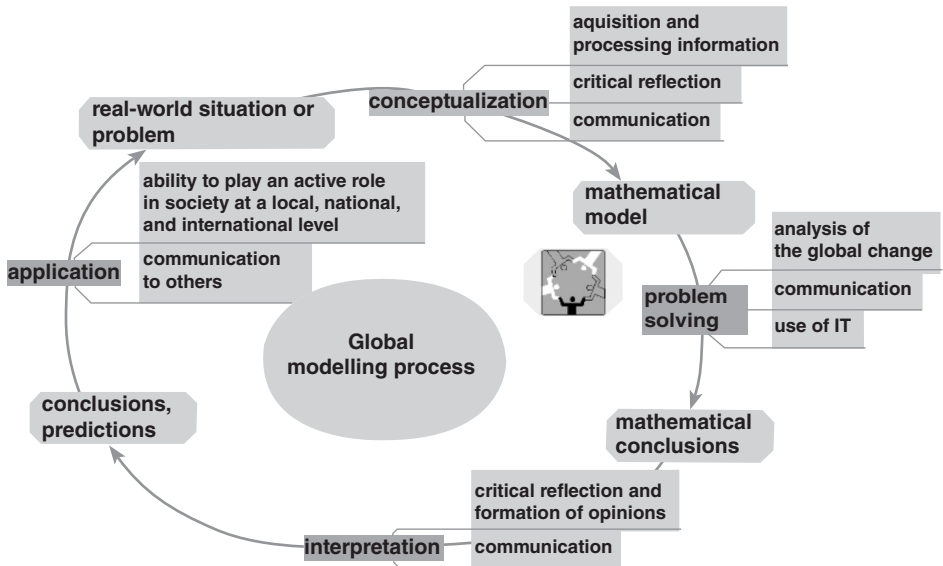 aquisition and
processing information
critical reflection
communication
conceptualization
real-world situation or
problem
mathematical
model
analysis of
the global change
communication
use of IT
problem
solving
mathematical
conclusions
critical reflection and
formation of opinions
communication
interpretation
conclusions,
predictions
application
ability to play an active role
in society at a local, national,
and international level
communication
to others
Global
modelling process